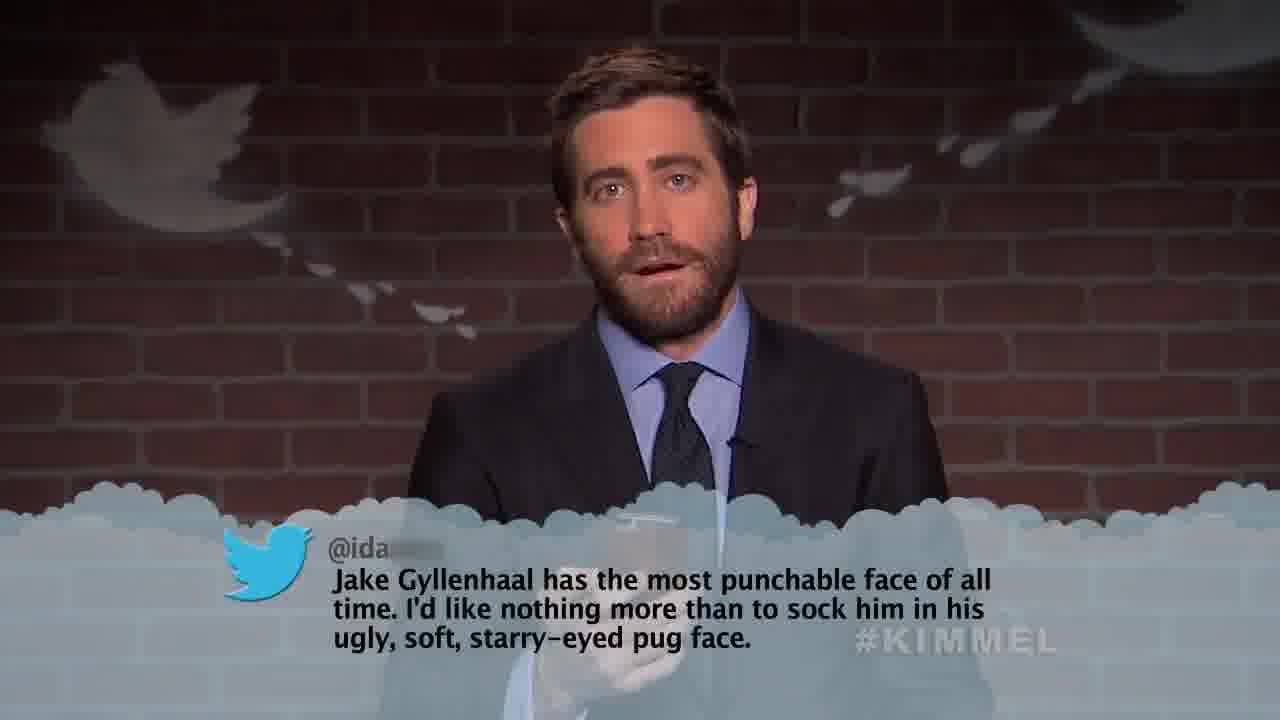 @ida
Jake Gyllenhaal has the most punchable face of all
time. I'd like nothing more than to sock him in his
ugly, soft, starry-eyed pug face.
#KIMMEL